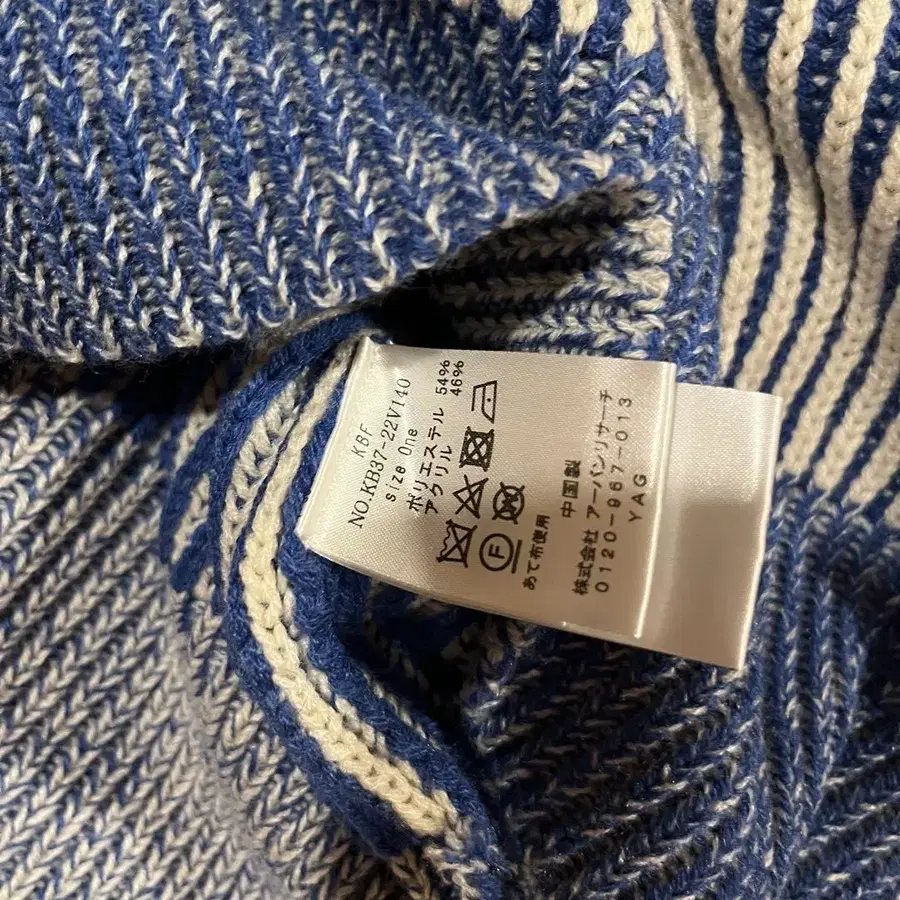 KBF
NO.KB37-22V140
size One
ポリエステル 54%
アクリル 46%
F
あて布使用
中国製
株式会社 アーバンリサーチ
0120-967-013
YAG